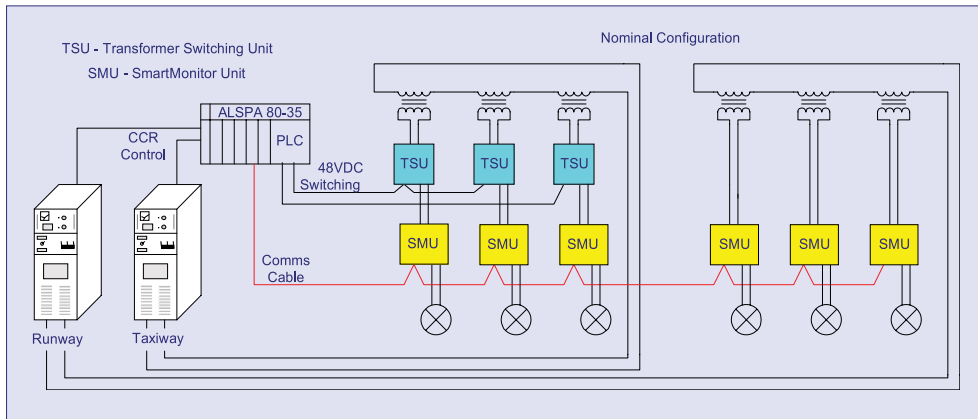 TSU - Transformer Switching Unit
SMU - SmartMonitor Unit
Nominal Configuration
ALSPA 80-35
PLC
CCR
Control
48VDC
Switching
TSU
TSU
TSU
SMU
SMU
SMU
SMU
SMU
SMU
Comms
Cable
Runway
Taxiway